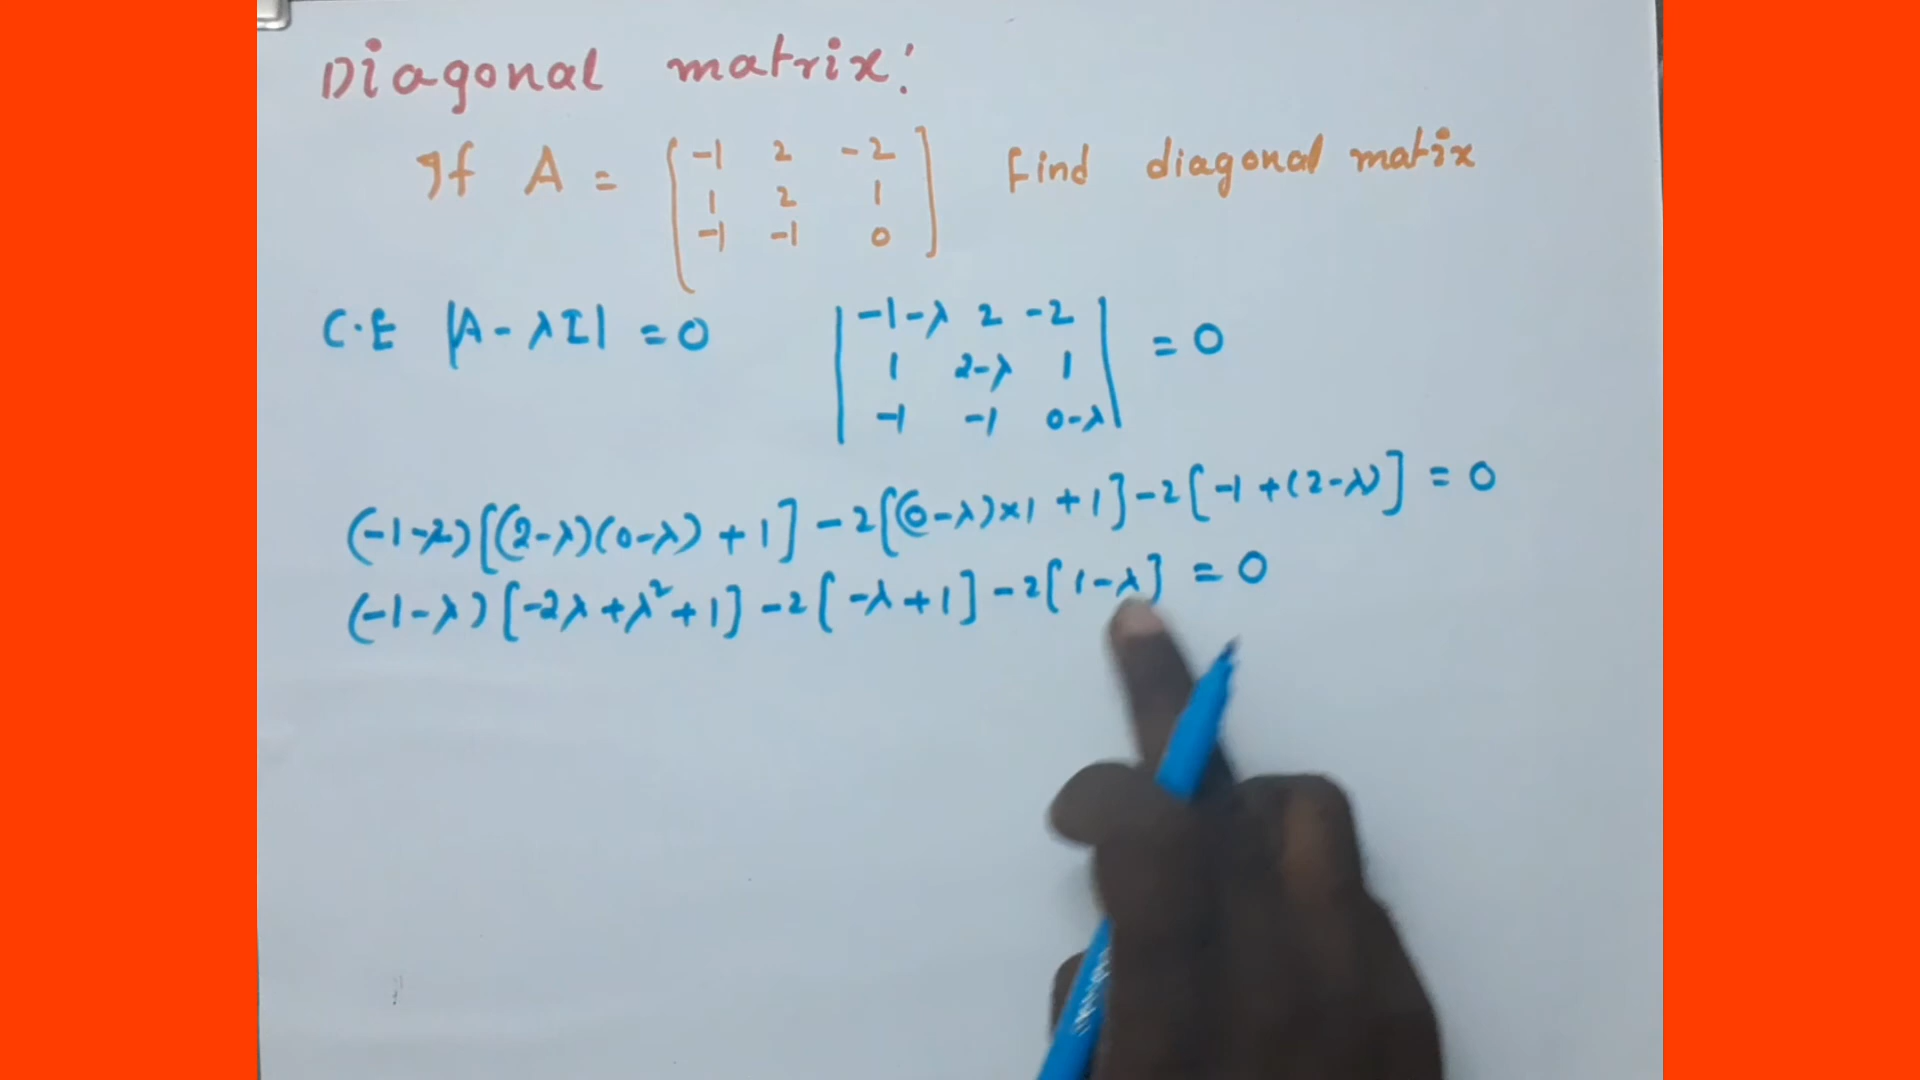 Diagonal matrix:
If A = [-1 2 -2 Find diagonal matix
1 2 1
-1 -1 0]
C.E |A - λI| = 0 |-1-λ 2 -2
1 2-λ 1 = 0
-1 -1 0-λ|
(-1-λ)[(2-λ)(0-λ) + 1] - 2[(0-λ)×1 + 1] - 2[-1 + (2-λ)] = 0
(-1-λ)[-2λ + λ² + 1] - 2[-λ + 1] - 2[1-λ] = 0